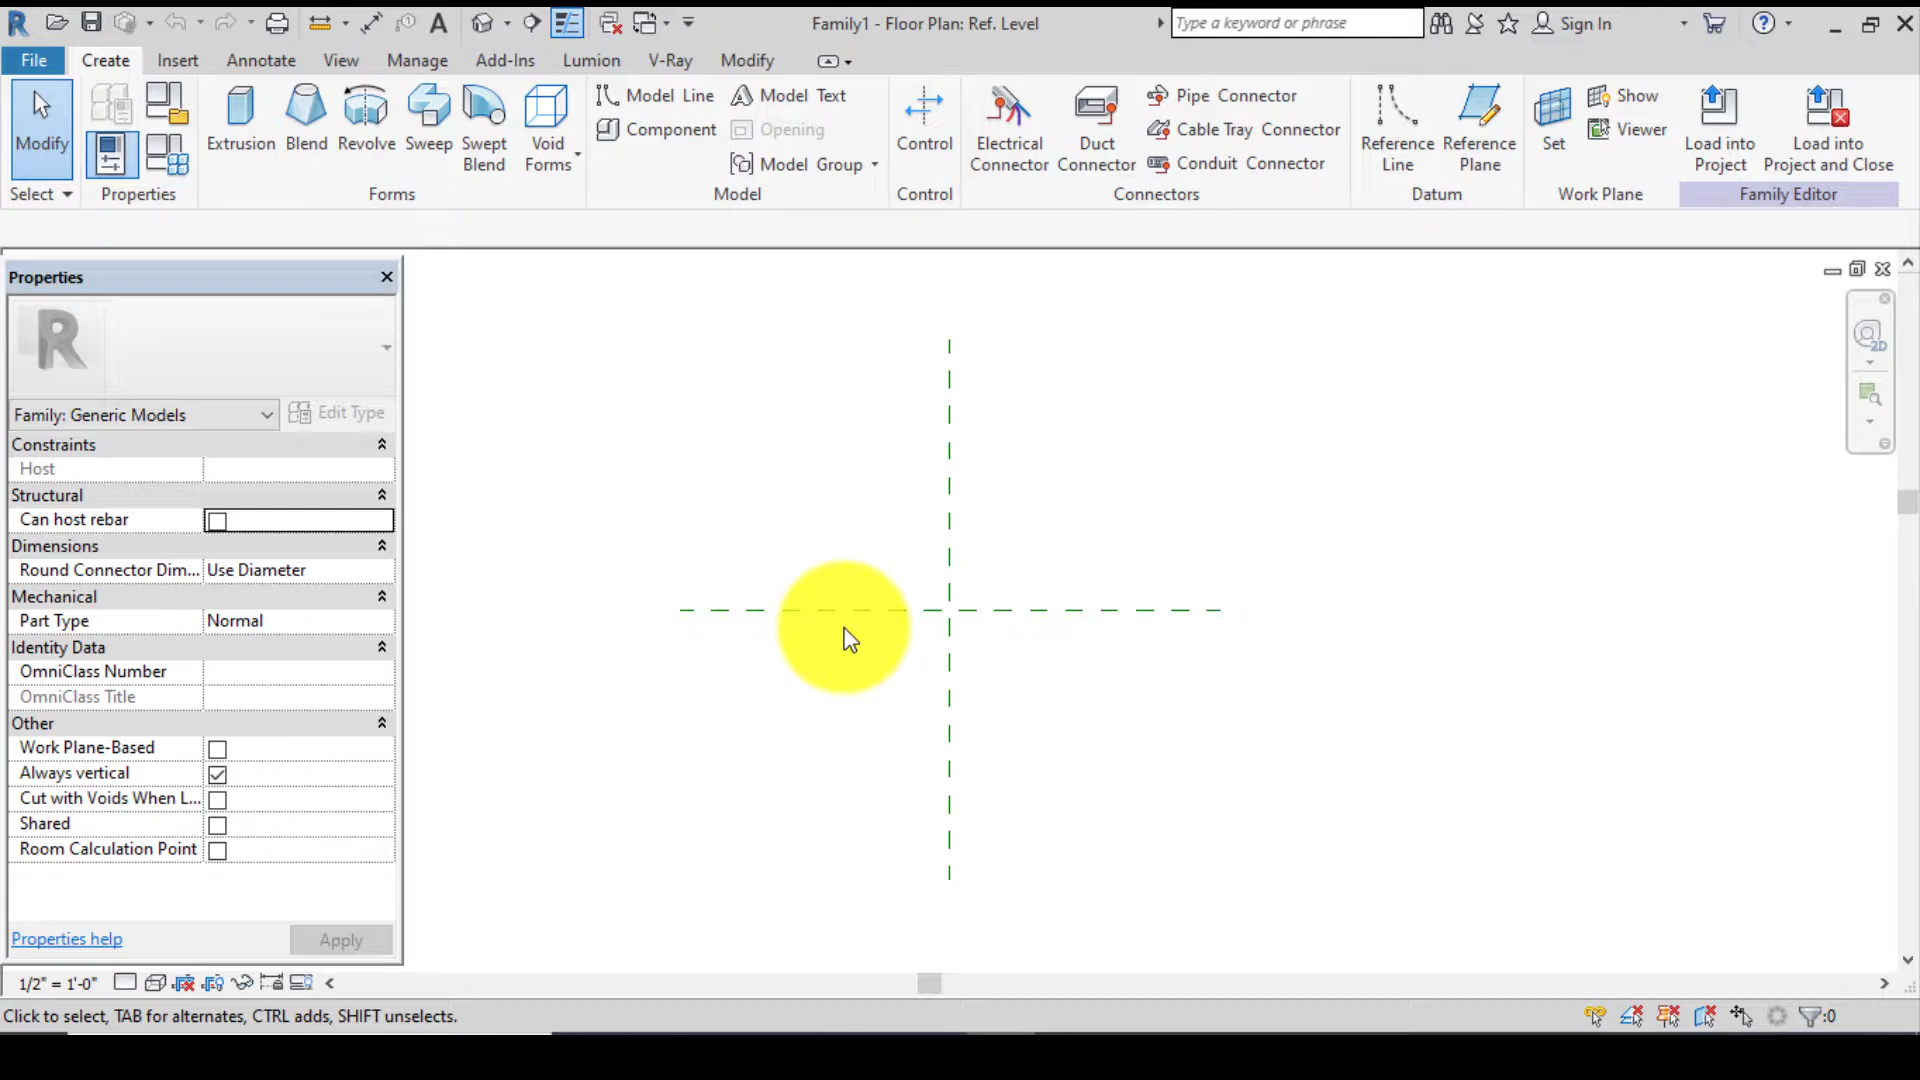 Family1 - Floor Plan: Ref. Level
Type a keyword or phrase
Sign In
File Create Insert Annotate View Manage Add-Ins Lumion V-Ray Modify
Modify
Select
Properties
Extrusion
Blend
Revolve
Sweep
Swept Blend
Void Forms
Forms
Model Line
Component
Model Text
Opening
Model Group
Model
Control
Control
Electrical Connector
Duct Connector
Pipe Connector
Cable Tray Connector
Conduit Connector
Connectors
Reference Line
Reference Plane
Datum
Set
Show
Viewer
Work Plane
Load into Project
Load into Project and Close
Family Editor
Properties
R
Family: Generic Models
Edit Type
Constraints
Host
Structural
Can host rebar
Dimensions
Round Connector Dim... Use Diameter
Mechanical
Part Type Normal
Identity Data
OmniClass Number
OmniClass Title
Other
Work Plane-Based
Always vertical
Cut with Voids When L...
Shared
Room Calculation Point
Properties help
Apply
2D
1/2" = 1'-0"
Click to select, TAB for alternates, CTRL adds, SHIFT unselects.
:0